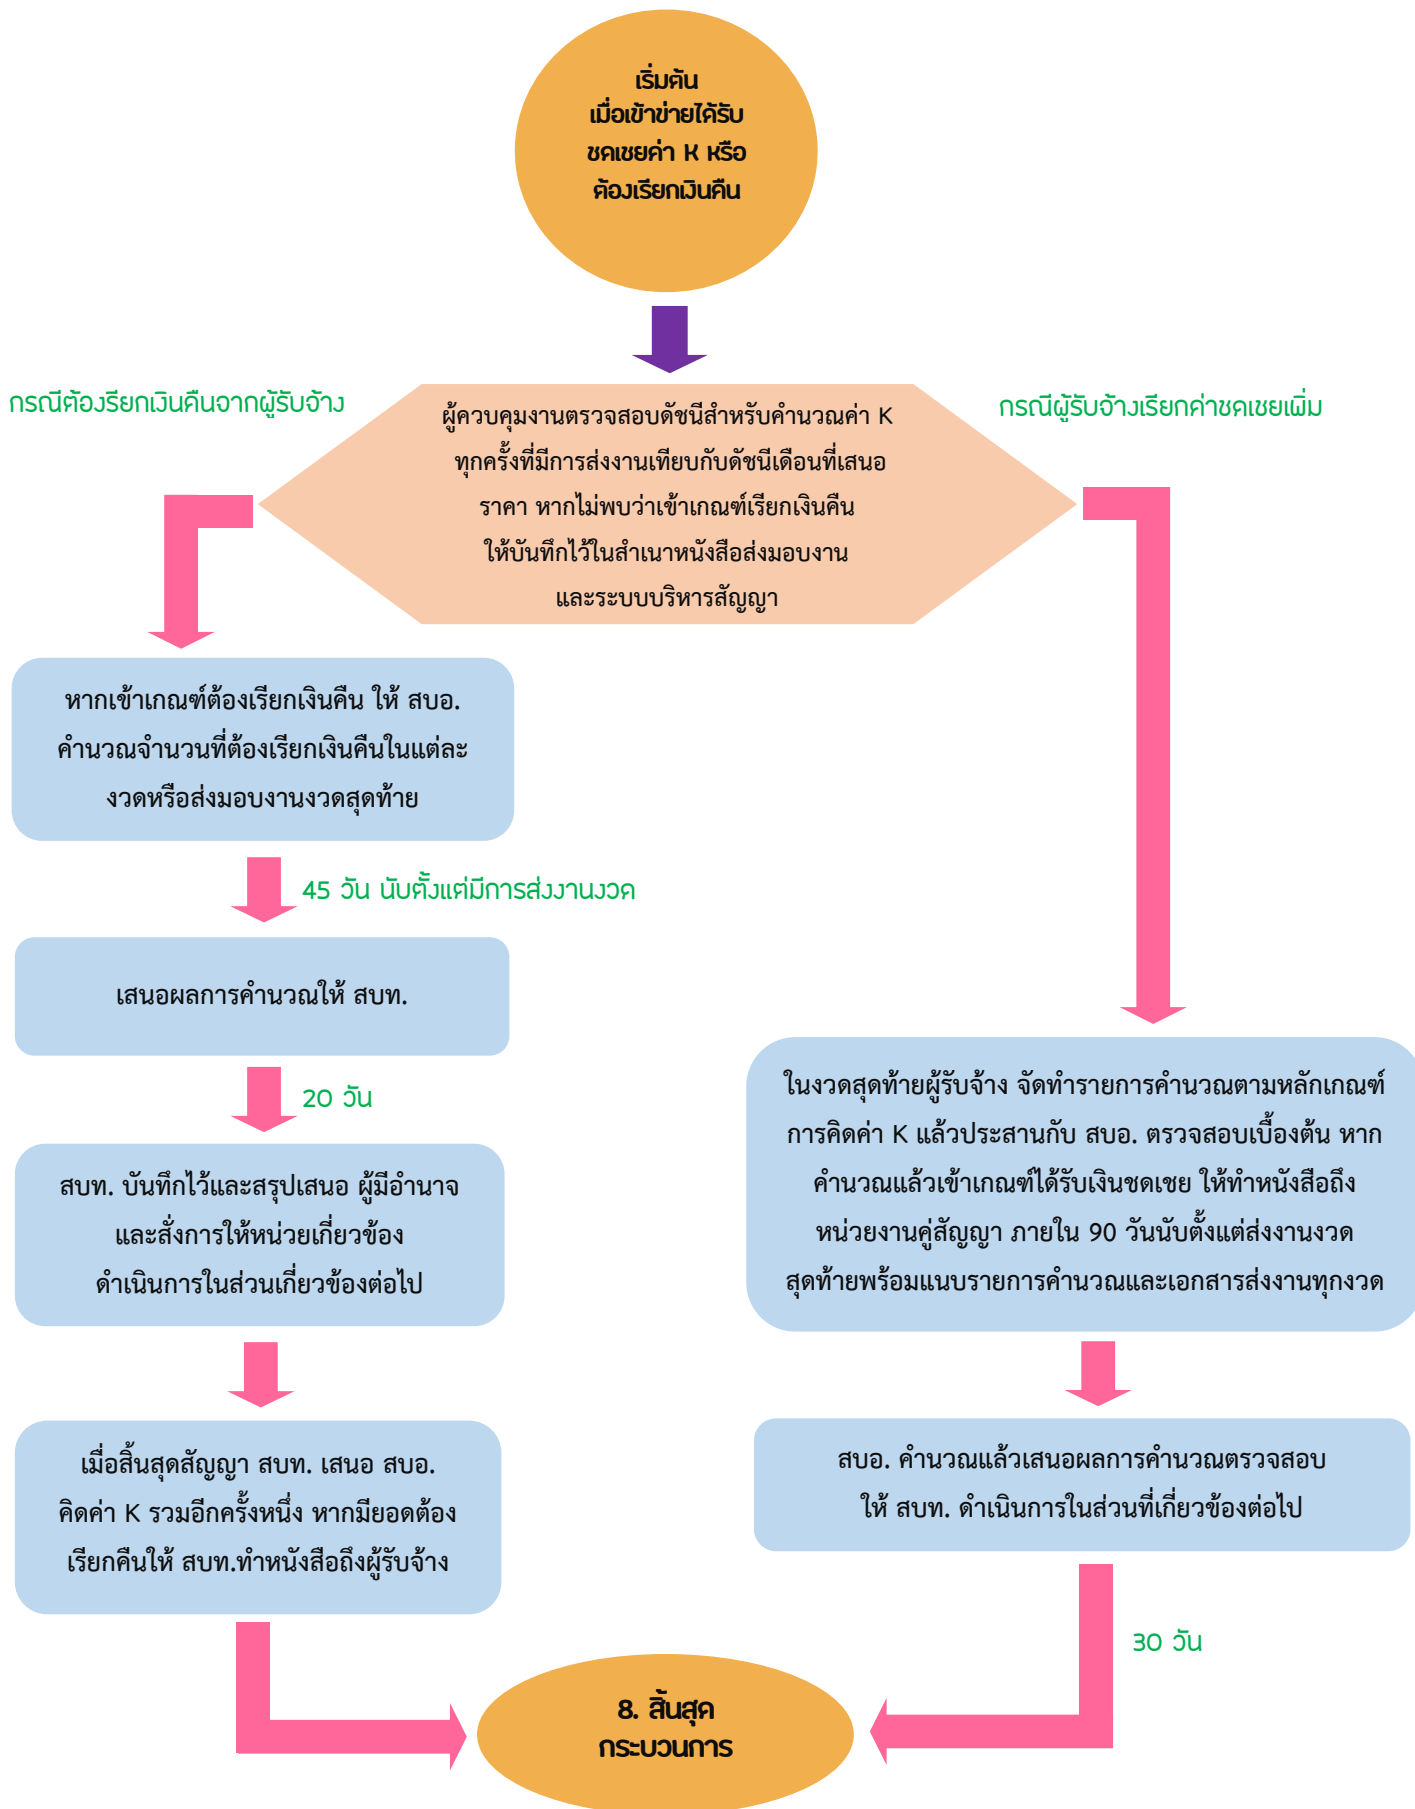 เริ่มต้น
เมื่อเข้าข่ายได้รับ
ชดเชยค่า K หรือ
ต้องเรียกเงินคืน
กรณีต้องรียกเงินคืนจากผู้รับจ้าง
กรณีผู้รับจ้างเรียกค่าชดเชยเพิ่ม
ผู้ควบคุมงานตรวจสอบดัชนีสำหรับคำนวณค่า K
ทุกครั้งที่มีการส่งงานเทียบกับดัชนีเดือนที่เสนอ
ราคา หากไม่พบว่าเข้าเกณฑ์เรียกเงินคืน
ให้บันทึกไว้ในสำเนาหนังสือส่งมอบงาน
และระบบบริหารสัญญา
หากเข้าเกณฑ์ต้องเรียกเงินคืน ให้ สบอ.
คำนวณจำนวนที่ต้องเรียกเงินคืนในแต่ละ
งวดหรือส่งมอบงานงวดสุดท้าย
45 วัน นับตั้งแต่มีการส่งงานงวด
เสนอผลการคำนวณให้ สบท.
20 วัน
สบท. บันทึกไว้และสรุปเสนอ ผู้มีอำนาจ
และสั่งการให้หน่วยเกี่ยวข้อง
ดำเนินการในส่วนเกี่ยวข้องต่อไป
เมื่อสิ้นสุดสัญญา สบท. เสนอ สบอ.
คิดค่า K รวมอีกครั้งหนึ่ง หากมียอดต้อง
เรียกคืนให้ สบท.ทำหนังสือถึงผู้รับจ้าง
ในงวดสุดท้ายผู้รับจ้าง จัดทำรายการคำนวณตามหลักเกณฑ์
การคิดค่า K แล้วประสานกับ สบอ. ตรวจสอบเบื้องต้น หาก
คำนวณแล้วเข้าเกณฑ์ได้รับเงินชดเชย ให้ทำหนังสือถึง
หน่วยงานคู่สัญญา ภายใน 90 วันนับตั้งแต่ส่งงานงวด
สุดท้ายพร้อมแนบรายการคำนวณและเอกสารส่งงานทุกงวด
สบอ. คำนวณแล้วเสนอผลการคำนวณตรวจสอบ
ให้ สบท. ดำเนินการในส่วนที่เกี่ยวข้องต่อไป
30 วัน
8. สิ้นสุด
กระบวนการ